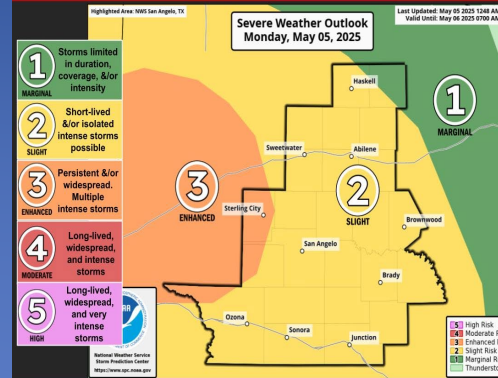 Highlighted Area: NWS San Angelo, TX
Severe Weather Outlook
Monday, May 05, 2025
Last Updated: May 05 2025 1248 AM
Valid Until: May 06 2025 0700 AM
1
MARGINAL
Storms limited
in duration,
coverage, &/or
intensity
2
SLIGHT
Short-lived
&/or isolated
intense storms
possible
3
ENHANCED
Persistent &/or
widespread.
Multiple
intense storms
4
MODERATE
Long-lived,
widespread,
and intense
storms
5
HIGH
Long-lived,
widespread,
and very
intense
storms
Haskell
1
MARGINAL
Sweetwater
Abilene
3
ENHANCED
2
SLIGHT
Sterling City
Brownwood
San Angelo
Brady
Ozona
Sonora
Junction
National Weather Service
Storm Prediction Center
https://www.spc.noaa.gov
5 High Risk
4 Moderate
3 Enhanced
2 Slight Risk
1 Marginal